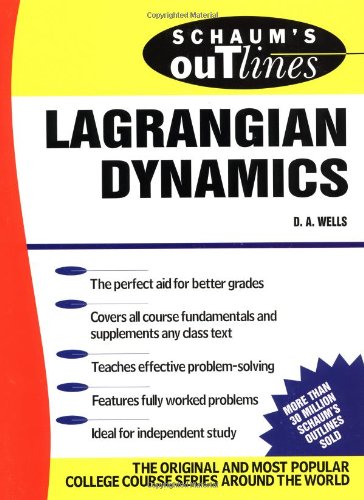 SCHAUM'S
ouTlines
LAGRANGIAN
DYNAMICS
D. A. WELLS
The perfect aid for better grades
Covers all course fundamentals and
supplements any class text
Teaches effective problem-solving
Features fully worked problems
Ideal for independent study
MORE THAN
30 MILLION
SCHAUM'S
OUTLINES
SOLD
THE ORIGINAL AND MOST POPULAR
COLLEGE COURSE SERIES AROUND THE WORLD